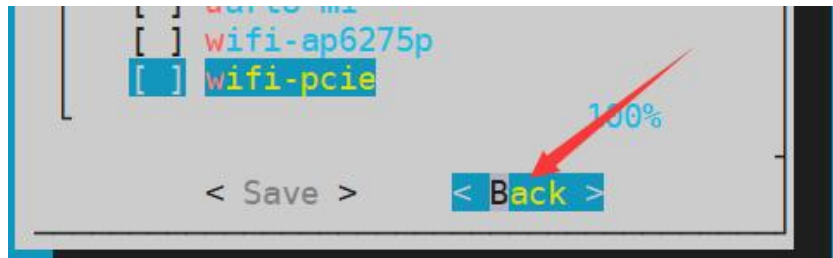 [ ] wifi-ap6275p
[ ] wifi-pcie
100%
< Save > < Back >